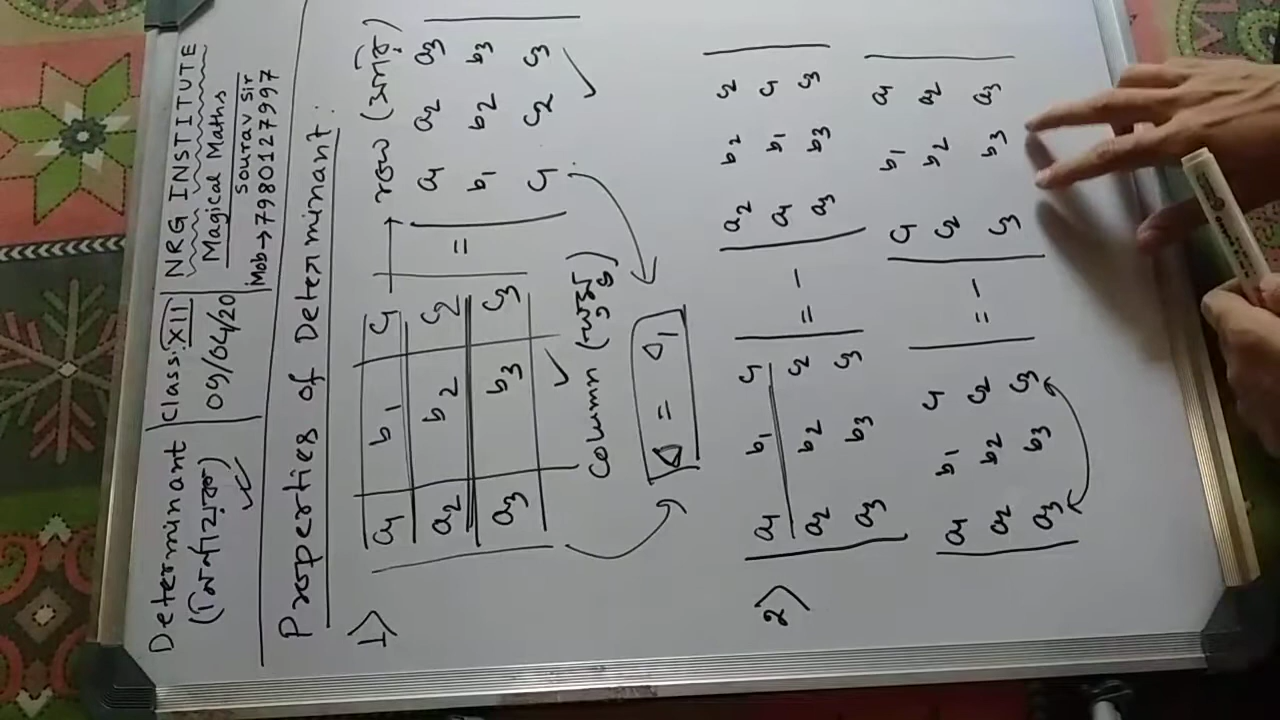 Determinant (নির্ণায়ক) Class: XII 09/04/20 NRG INSTITUTE
Magical Maths
Sourav Sir
Mob→7980127997
Properties of Determinant:
1> | a1 b1 c1 | → row (সারি)
| a2 b2 c2 | = | a1 a2 a3 |
| a3 b3 c3 | | b1 b2 b3 |
| c1 c2 c3 |
Column (স্তম্ভ)
Δ = Δ1
2> | a1 b1 c1 | | a2 b2 c2 |
| a2 b2 c2 | = - | a1 b1 c1 |
| a3 b3 c3 | | a3 b3 c3 |
| a1 b1 c1 | | c1 b1 a1 |
| a2 b2 c2 | = - | c2 b2 a2 |
| a3 b3 c3 | | c3 b3 a3 |